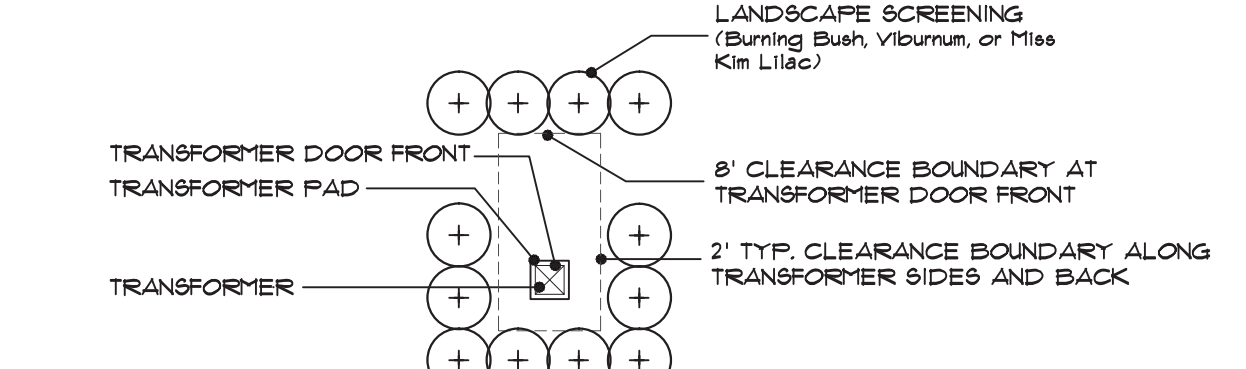 LANDSCAPE SCREENING
(Burning Bush, Viburnum, or Miss
Kim Lilac)
TRANSFORMER DOOR FRONT
TRANSFORMER PAD
8' CLEARANCE BOUNDARY AT
TRANSFORMER DOOR FRONT
2' TYP. CLEARANCE BOUNDARY ALONG
TRANSFORMER SIDES AND BACK
TRANSFORMER